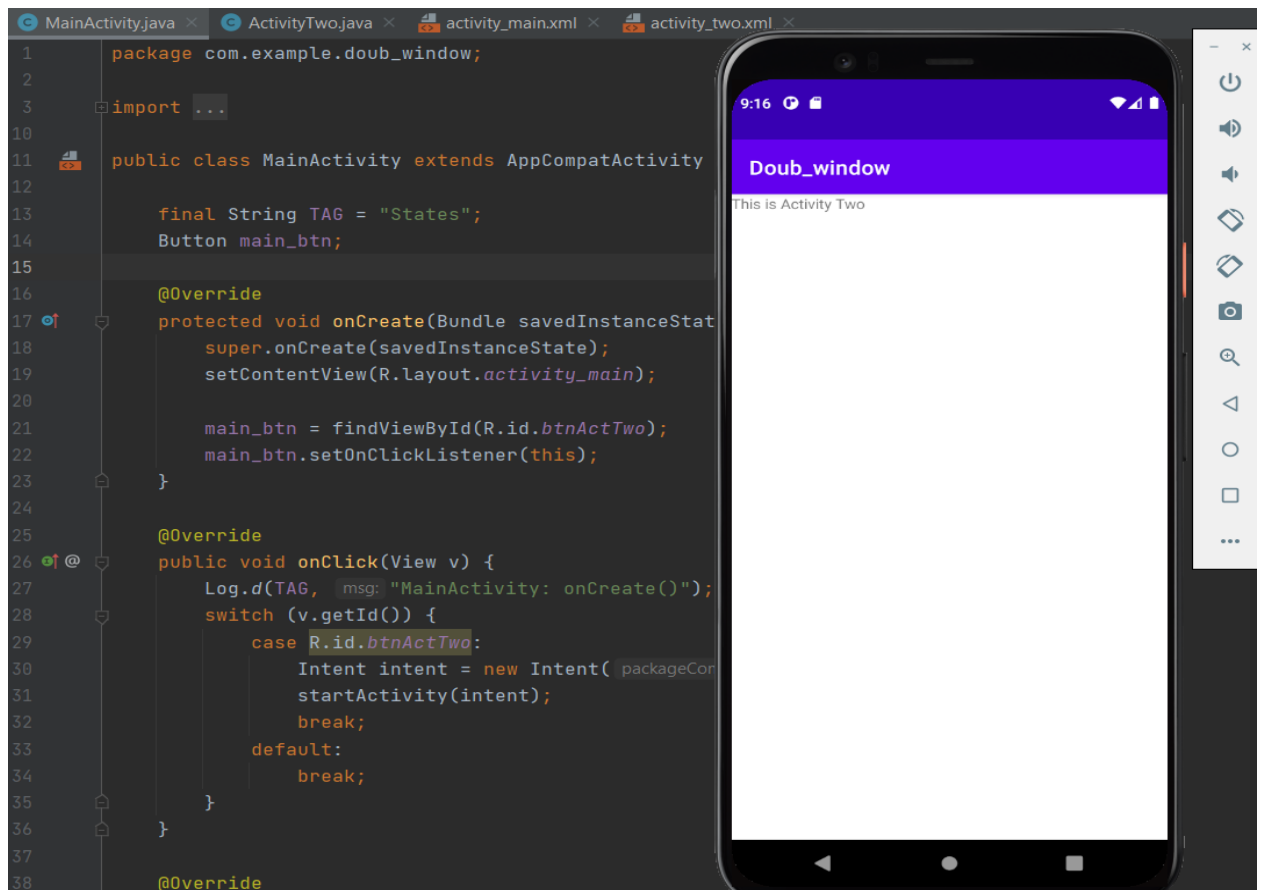 MainActivity.java ActivityTwo.java activity_main.xml activity_two.xml
1 package com.example.doub_window;
2
3 import ...
10
11 public class MainActivity extends AppCompatActivity
12
13 final String TAG = "States";
14 Button main_btn;
15
16 @Override
17 protected void onCreate(Bundle savedInstanceStat
18 super.onCreate(savedInstanceState);
19 setContentView(R.layout.activity_main);
20
21 main_btn = findViewById(R.id.btnActTwo);
22 main_btn.setOnClickListener(this);
23 }
24
25 @Override
26 @ public void onClick(View v) {
27 Log.d(TAG, msg: "MainActivity: onCreate()");
28 switch (v.getId()) {
29 case R.id.btnActTwo:
30 Intent intent = new Intent( packageCon
31 startActivity(intent);
32 break;
33 default:
34 break;
35 }
36 }
37
38 @Override
9:16
Doub_window
This is Activity Two